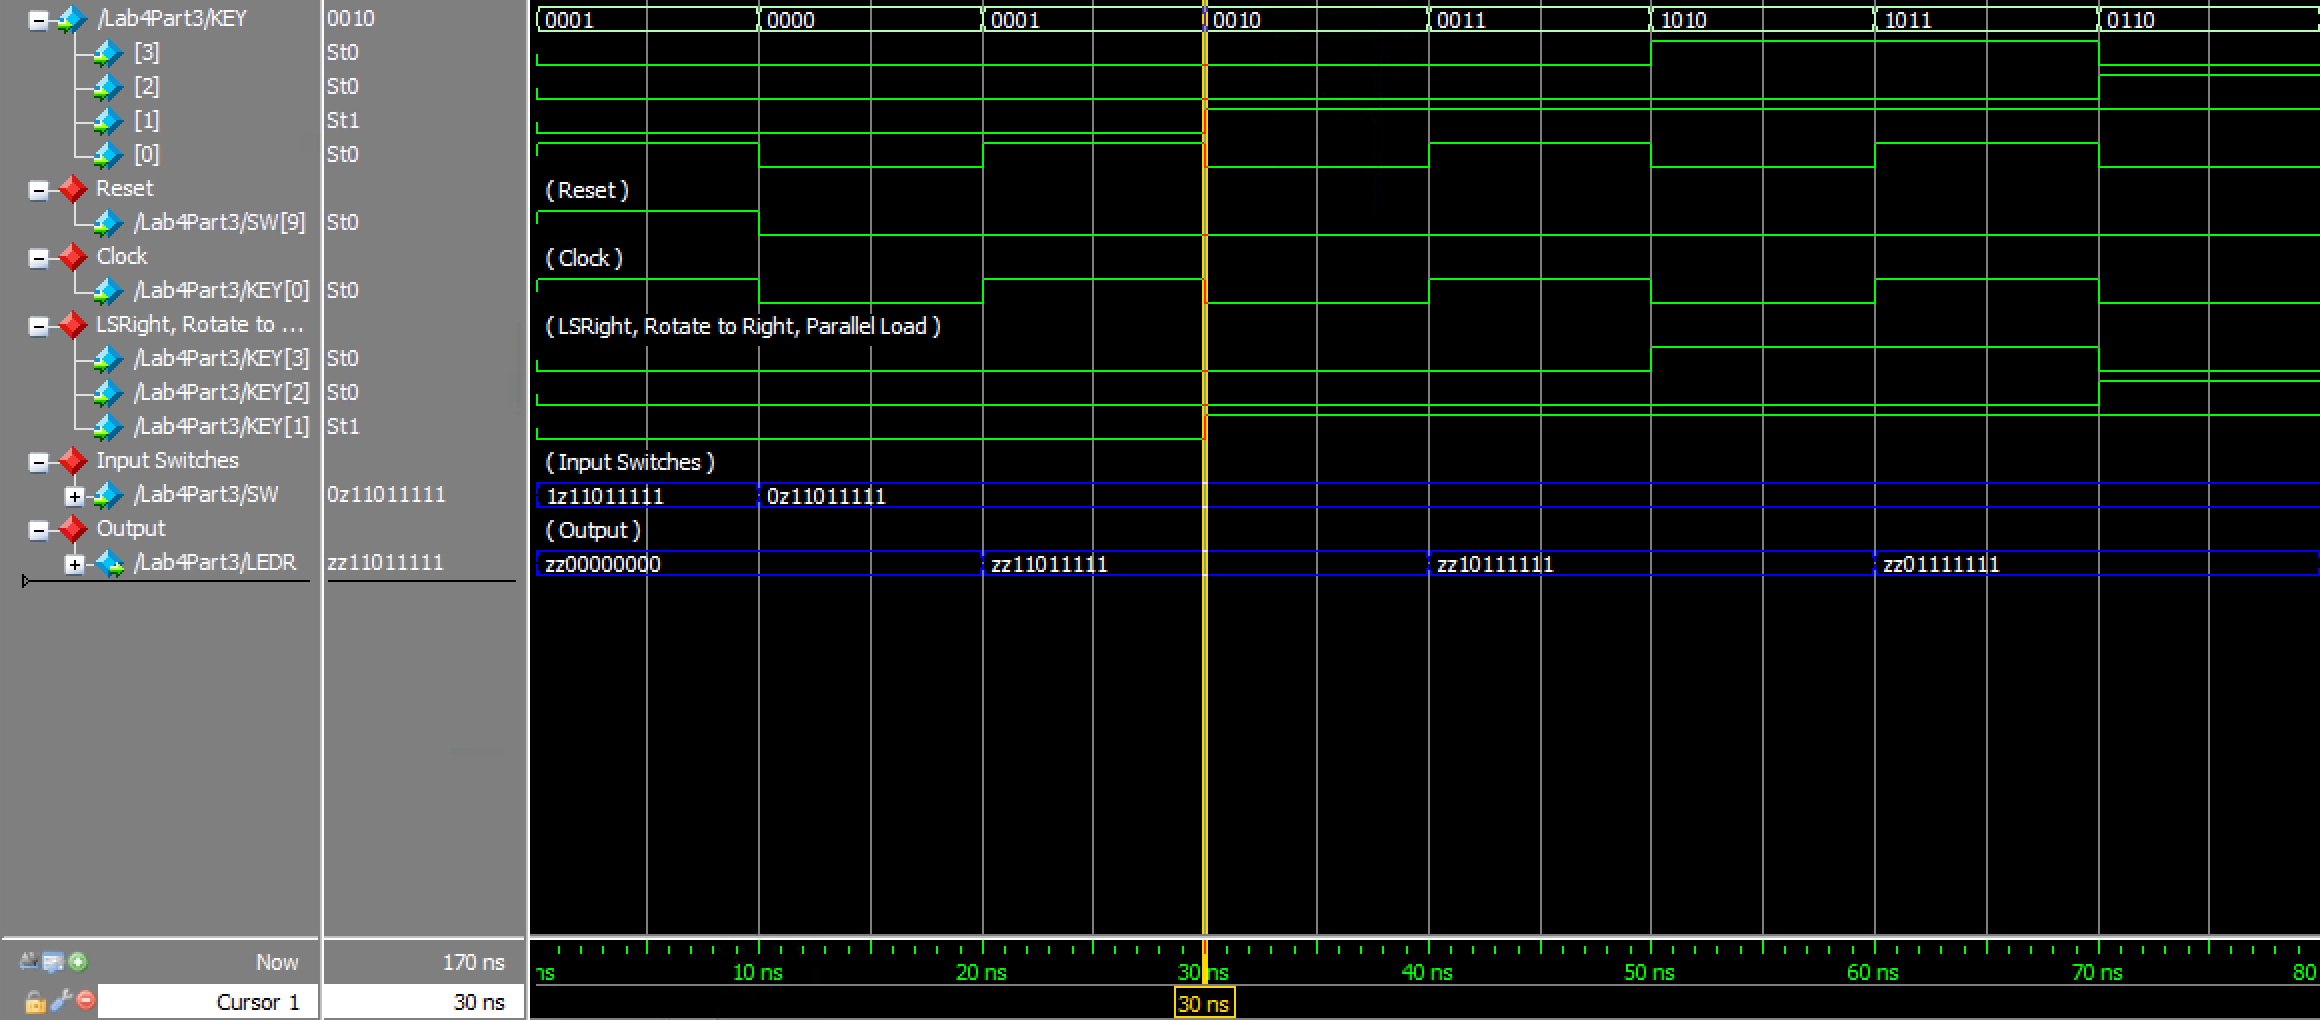 /Lab4Part3/KEY 0010 0001 0000 0001 0010 0011 1010 1011 0110
[3] St0
[2] St0
[1] St1
[0] St0
Reset (Reset)
/Lab4Part3/SW[9] St0
Clock (Clock)
/Lab4Part3/KEY[0] St0
LSRight, Rotate to ... (LSRight, Rotate to Right, Parallel Load)
/Lab4Part3/KEY[3] St0
/Lab4Part3/KEY[2] St0
/Lab4Part3/KEY[1] St1
Input Switches (Input Switches)
/Lab4Part3/SW 0z11011111 1z11011111 0z11011111
Output (Output)
/Lab4Part3/LEDR zz11011111 zz00000000 zz11011111 zz10111111 zz01111111
Now 170 ns ns 10 ns 20 ns 30 ns 40 ns 50 ns 60 ns 70 ns 80
Cursor 1 30 ns 30 ns